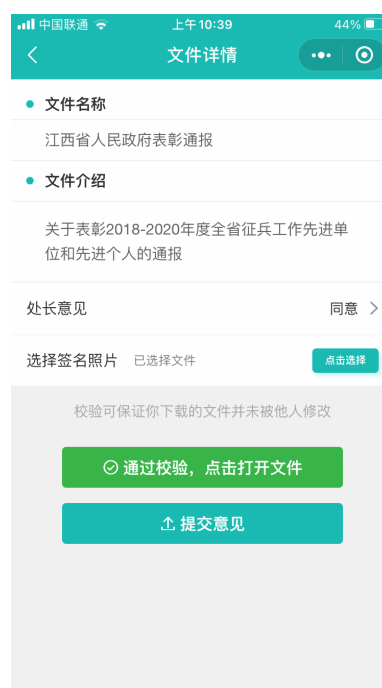 中国联通 上午10:39 44%
文件详情
文件名称
江西省人民政府表彰通报
文件介绍
关于表彰2018-2020年度全省征兵工作先进单
位和先进个人的通报
处长意见 同意
选择签名照片 已选择文件 点击选择
校验可保证你下载的文件并未被他人修改
通过校验，点击打开文件
提交意见